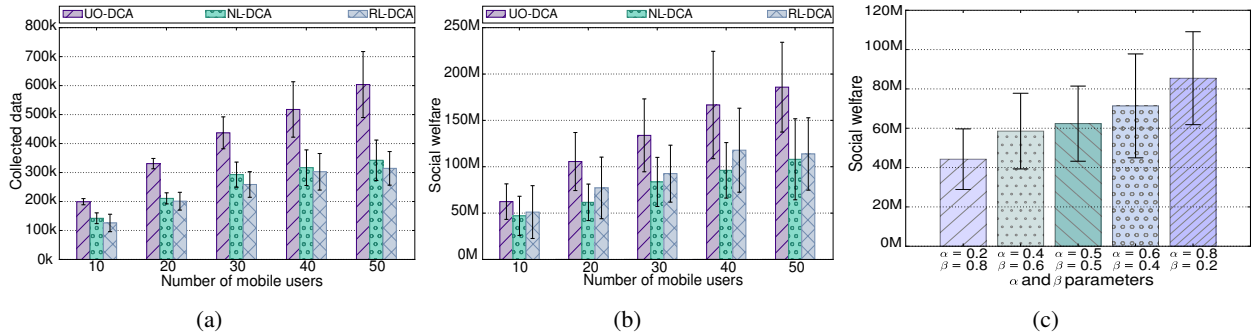 UO-DCA NL-DCA RL-DCA
800k
700k
600k
500k
400k
300k
200k
100k
0k
Collected data
10 20 30 40 50
Number of mobile users
(a)
UO-DCA NL-DCA RL-DCA
250M
200M
150M
100M
50M
0M
Social welfare
10 20 30 40 50
Number of mobile users
(b)
120M
100M
80M
60M
40M
20M
0M
Social welfare
α = 0.2 α = 0.4 α = 0.5 α = 0.6 α = 0.8
β = 0.8 β = 0.6 β = 0.5 β = 0.4 β = 0.2
α and β parameters
(c)